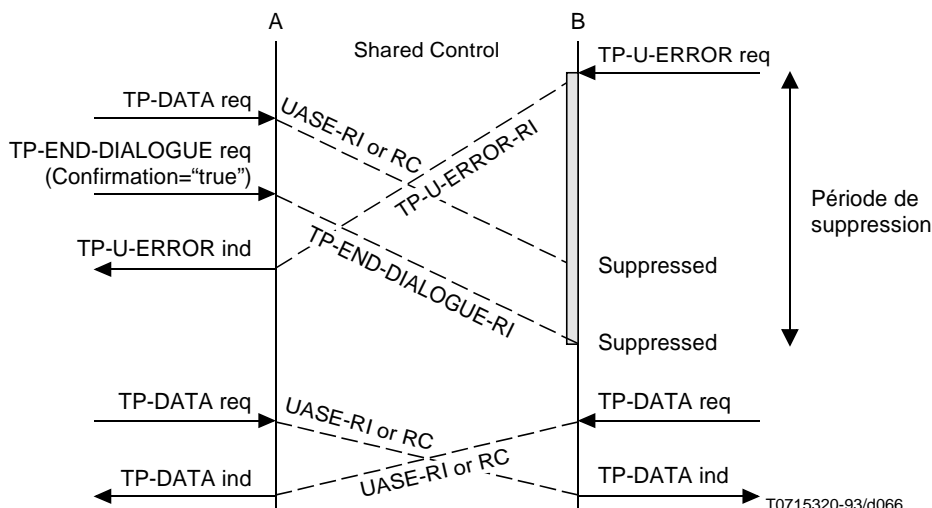 A
B
Shared Control
TP-U-ERROR req
TP-DATA req
UASE-RI or RC
TP-U-ERROR-RI
TP-END-DIALOGUE req
(Confirmation=“true”)
Période de
suppression
TP-U-ERROR ind
TP-END-DIALOGUE-RI
Suppressed
Suppressed
TP-DATA req
UASE-RI or RC
TP-DATA req
UASE-RI or RC
TP-DATA ind
TP-DATA ind
T0715320-93/d066